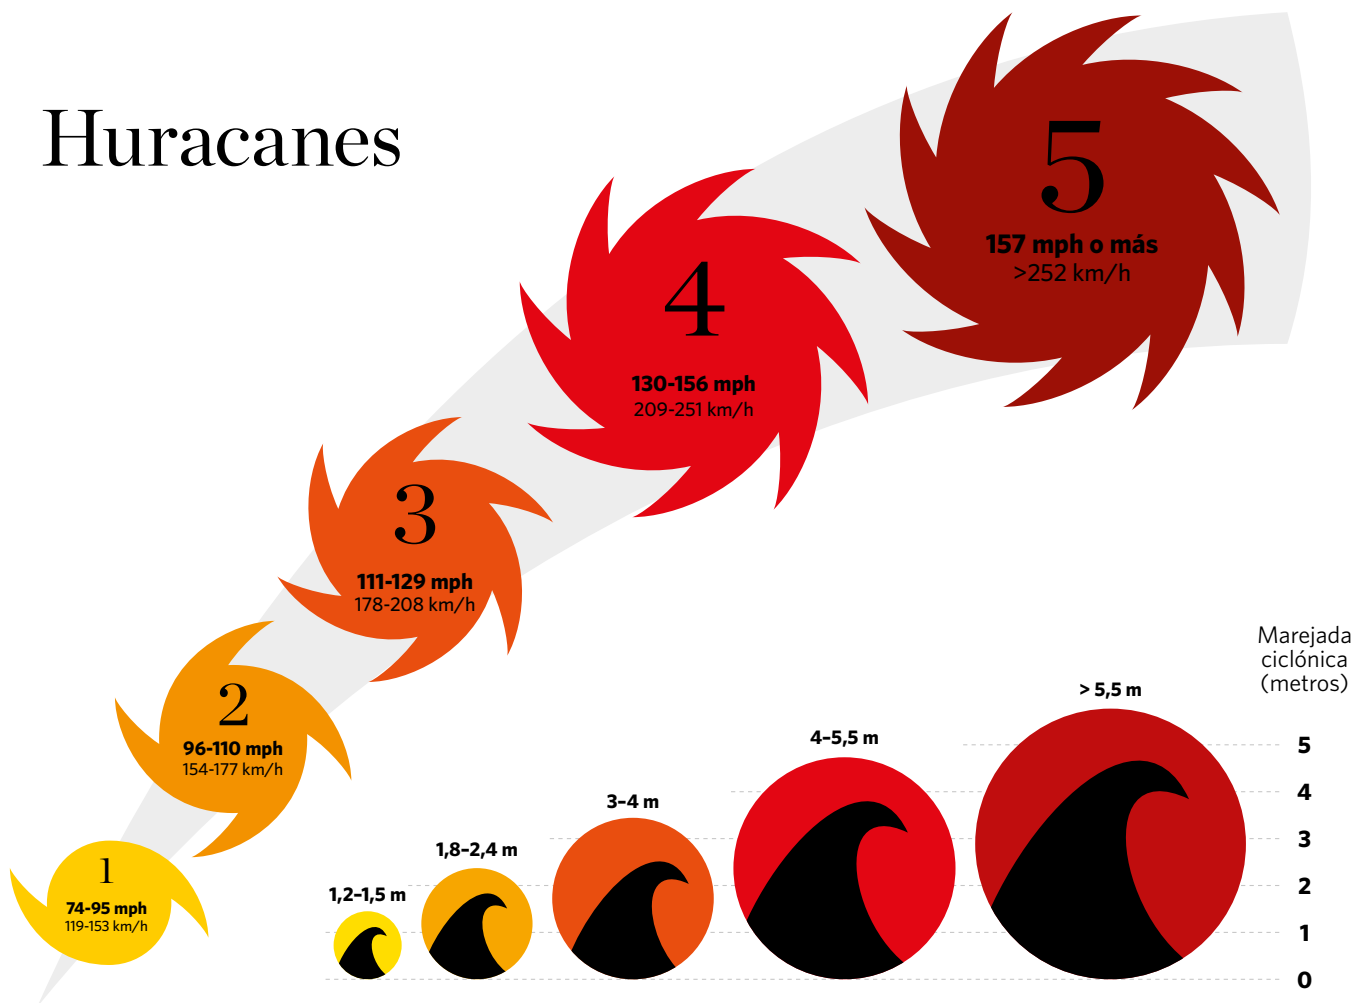 Huracanes
5
157 mph o más
>252 km/h
4
130-156 mph
209-251 km/h
3
111-129 mph
178-208 km/h
2
96-110 mph
154-177 km/h
1
74-95 mph
119-153 km/h
Marejada
ciclónica
(metros)
1,2–1,5 m
1,8–2,4 m
3–4 m
4–5,5 m
> 5,5 m
5
4
3
2
1
0